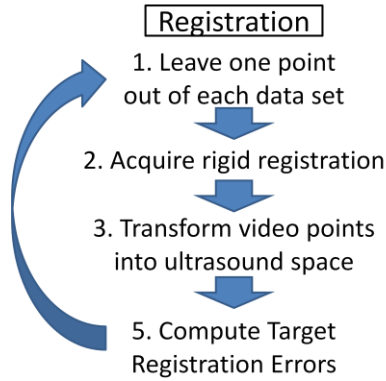 Registration
1. Leave one point
out of each data set
2. Acquire rigid registration
3. Transform video points
into ultrasound space
5. Compute Target
Registration Errors